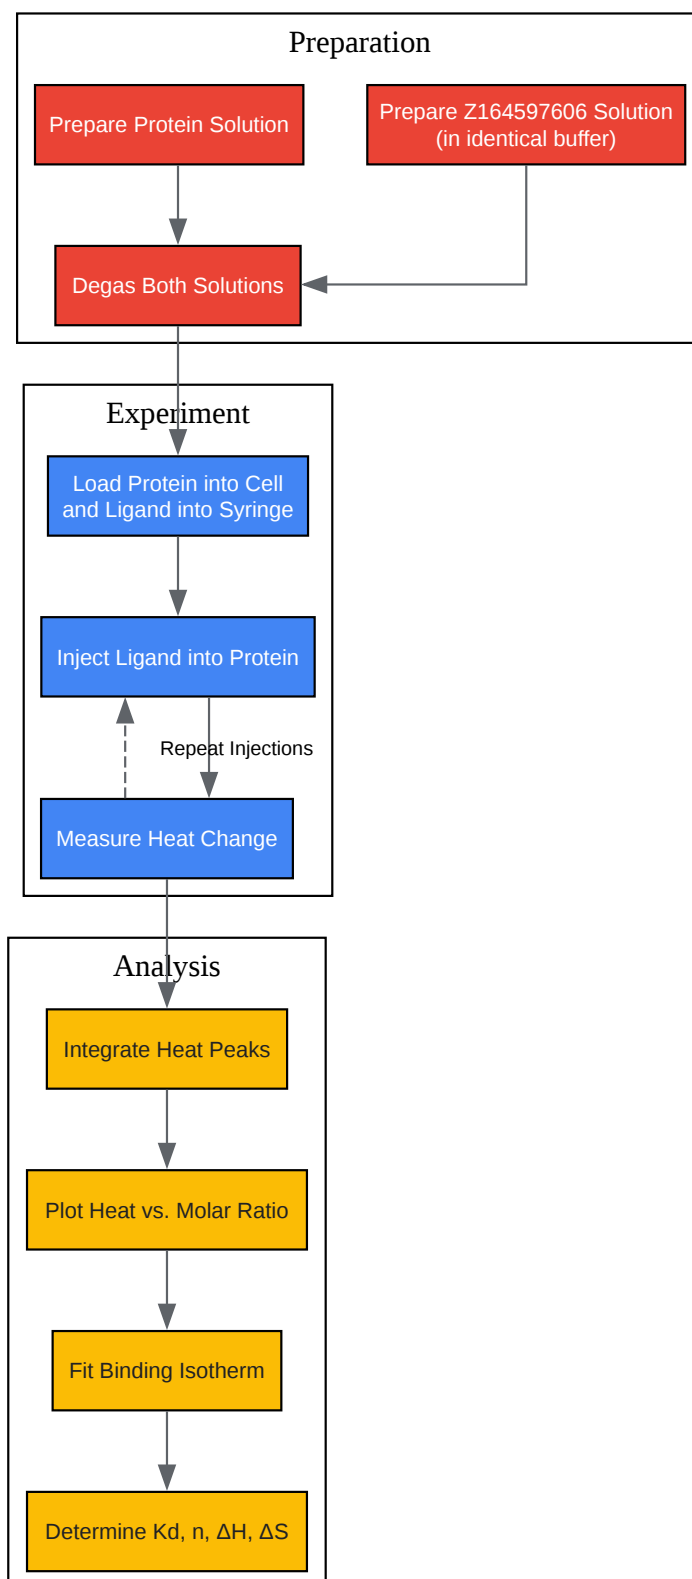 Preparation
Prepare Protein Solution
Prepare Z164597606 Solution
(in identical buffer)
Degas Both Solutions
Experiment
Load Protein into Cell
and Ligand into Syringe
Inject Ligand into Protein
Repeat Injections
Measure Heat Change
Analysis
Integrate Heat Peaks
Plot Heat vs. Molar Ratio
Fit Binding Isotherm
Determine Kd, n, ΔH, ΔS